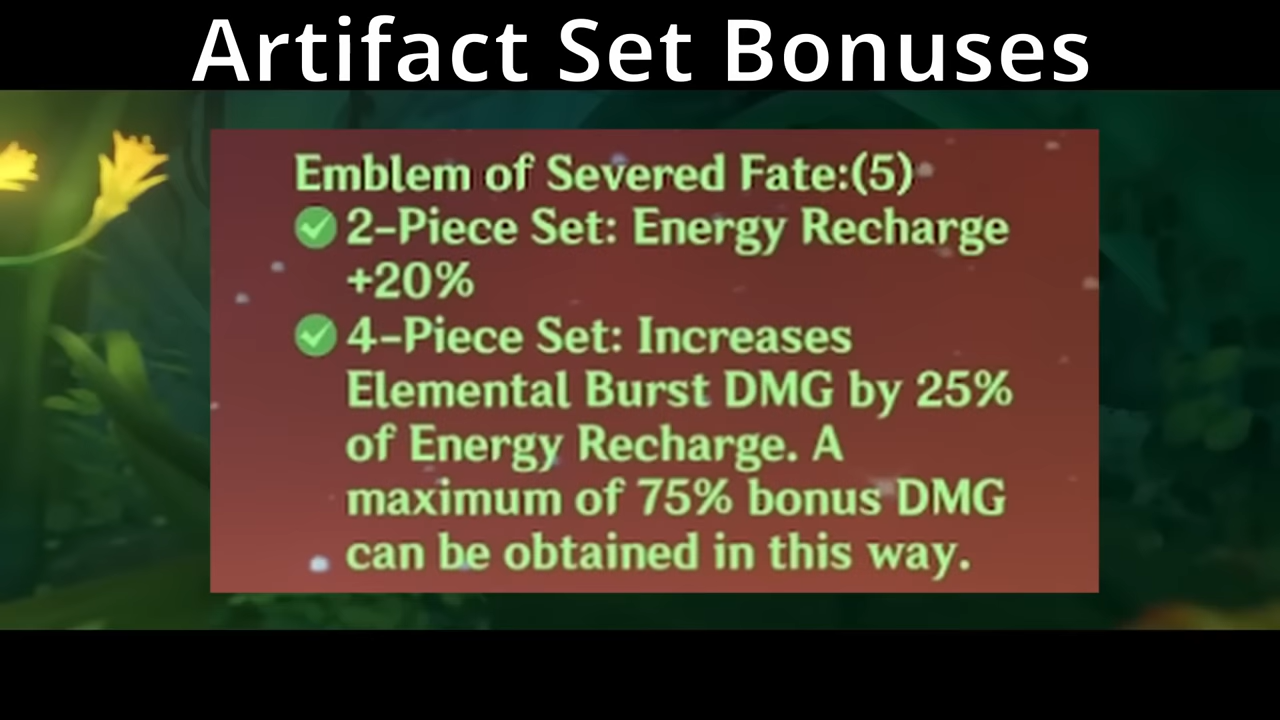 Artifact Set Bonuses
Emblem of Severed Fate:(5)
2-Piece Set: Energy Recharge
+20%
4-Piece Set: Increases
Elemental Burst DMG by 25%
of Energy Recharge. A
maximum of 75% bonus DMG
can be obtained in this way.